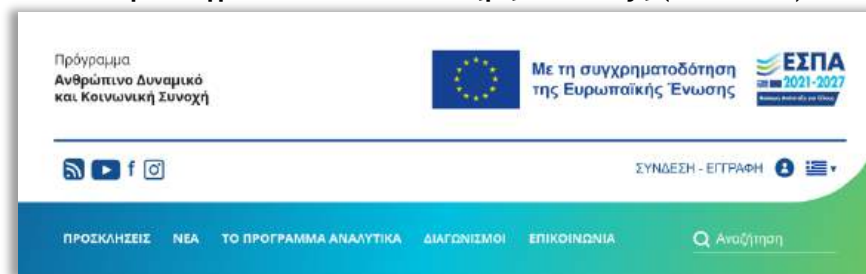 Πρόγραμμα
Ανθρώπινο Δυναμικό
και Κοινωνική Συνοχή
Με τη συγχρηματοδότηση
της Ευρωπαϊκής Ένωσης
ΕΣΠΑ
2021-2027
f
ΣΥΝΔΕΣΗ - ΕΓΓΡΑΦΗ
ΠΡΟΣΚΛΗΣΕΙΣ ΝΕΑ ΤΟ ΠΡΟΓΡΑΜΜΑ ΑΝΑΛΥΤΙΚΑ ΔΙΑΓΩΝΙΣΜΟΙ ΕΠΙΚΟΙΝΩΝΙΑ Αναζήτηση